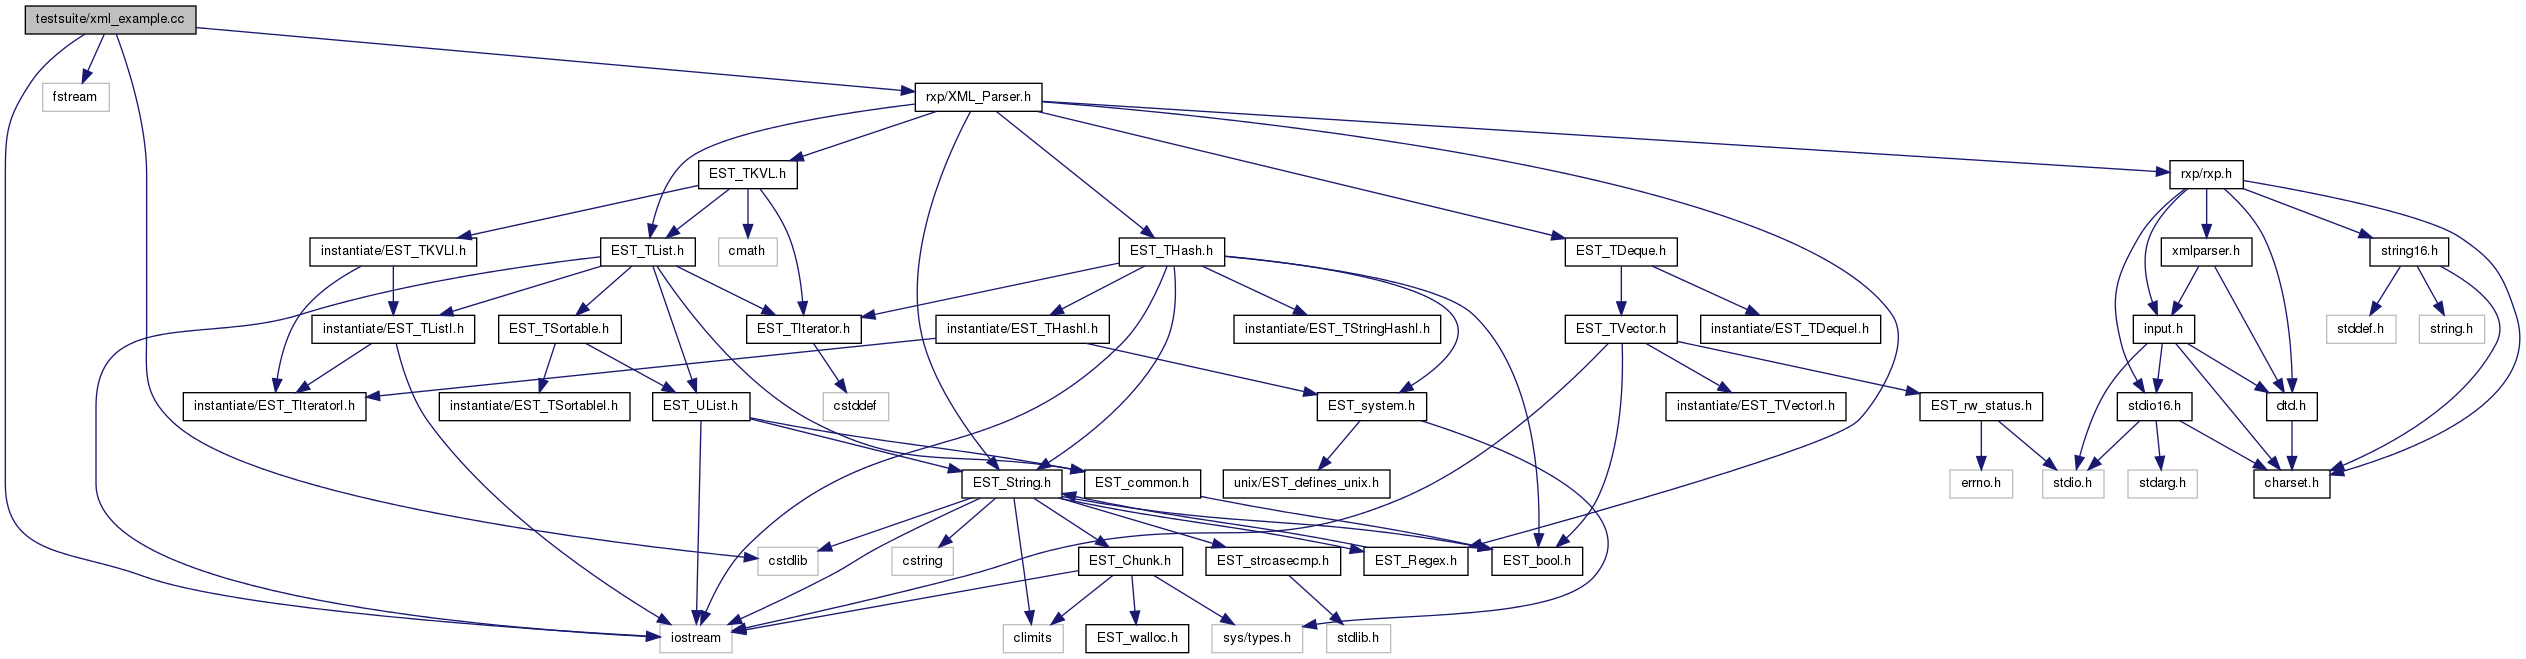 testsuite/xml_example.cc
fstream
rxp/XML_Parser.h
EST_TKVL.h
rxp/rxp.h
instantiate/EST_TKVLI.h
EST_TList.h
cmath
EST_THash.h
EST_TDeque.h
xmlparser.h
string16.h
instantiate/EST_TListI.h
EST_TSortable.h
EST_TIterator.h
instantiate/EST_THashI.h
instantiate/EST_TStringHashI.h
EST_TVector.h
instantiate/EST_TDequeI.h
input.h
stddef.h
string.h
instantiate/EST_TIteratorI.h
instantiate/EST_TSortableI.h
EST_UList.h
cstddef
EST_system.h
instantiate/EST_TVectorI.h
EST_rw_status.h
stdio16.h
dtd.h
EST_String.h
EST_common.h
unix/EST_defines_unix.h
errno.h
stdio.h
stdarg.h
charset.h
cstdlib
cstring
EST_Chunk.h
EST_strcasecmp.h
EST_Regex.h
EST_bool.h
iostream
climits
EST_walloc.h
sys/types.h
stdlib.h